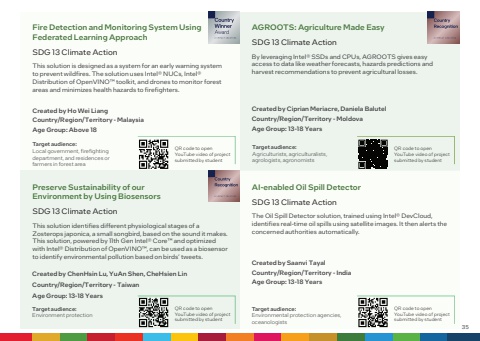 Fire Detection and Monitoring System Using
Federated Learning Approach
Country
Winner
Award
SDG 13 Climate Action
This solution is designed as a system for an early warning system
to prevent wildfires. The solution uses Intel® NUCs, Intel®
Distribution of OpenVINO™ toolkit, and drones to monitor forest
areas and minimizes health hazards to firefighters.
Created by Ho Wei Liang
Country/Region/Territory - Malaysia
Age Group: Above 18
Target audience:
Local government, firefighting
department, and residences or
farmers in forest area
QR code to open
YouTube video of project
submitted by student
AGROOTS: Agriculture Made Easy
Country
Recognition
SDG 13 Climate Action
By leveraging Intel® SSDs and CPUs, AGROOTS gives easy
access to data like weather forecasts, hazards predictions and
harvest recommendations to prevent agricultural losses.
Created by Ciprian Meriacre, Daniela Balutel
Country/Region/Territory - Moldova
Age Group: 13-18 Years
Target audience:
Agriculturists, agriculturalists,
agrologists, agronomists
QR code to open
YouTube video of project
submitted by student
Preserve Sustainability of our
Environment by Using Biosensors
Country
Recognition
SDG 13 Climate Action
This solution identifies different physiological stages of a
Zosterops japonica, a small songbird, based on the sound it makes.
This solution, powered by 11th Gen Intel® Core™ and optimized
with Intel® Distribution of OpenVINO™, can be used as a biosensor
to identify environmental pollution based on birds' tweets.
Created by ChenHsin Lu, YuAn Shen, CheHsien Lin
Country/Region/Territory - Taiwan
Age Group: 13-18 Years
Target audience:
Environment protection
QR code to open
YouTube video of project
submitted by student
AI-enabled Oil Spill Detector
SDG 13 Climate Action
The Oil Spill Detector solution, trained using Intel® DevCloud,
identifies real-time oil spills using satellite images. It then alerts the
concerned authorities automatically.
Created by Saanvi Tayal
Country/Region/Territory - India
Age Group: 13-18 Years
Target audience:
Environmental protection agencies,
oceanologists
QR code to open
YouTube video of project
submitted by student
35